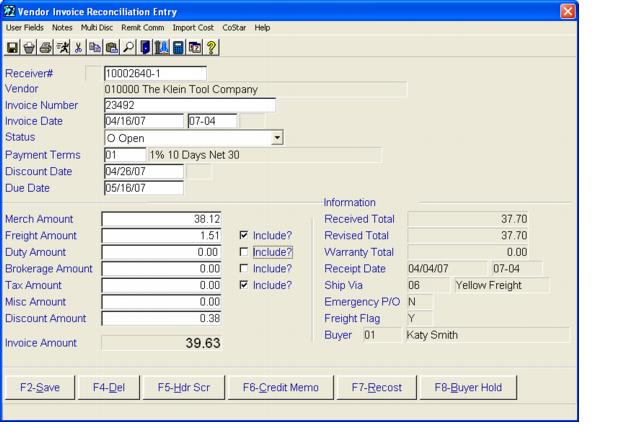 Vendor Invoice Reconciliation Entry
User Fields Notes Multi Disc Remit Comm Import Cost CoStar Help
Receiver# 10002640-1
Vendor 010000 The Klein Tool Company
Invoice Number 23492
Invoice Date 04/16/07 07-04
Status O Open
Payment Terms 01 1% 10 Days Net 30
Discount Date 04/26/07
Due Date 05/16/07
Information
Merch Amount 38.12 Received Total 37.70
Freight Amount 1.51 Include? Revised Total 37.70
Duty Amount 0.00 Include? Warranty Total 0.00
Brokerage Amount 0.00 Include? Receipt Date 04/04/07 07-04
Tax Amount 0.00 Include? Ship Via 06 Yellow Freight
Misc Amount 0.00 Emergency P/O N
Discount Amount 0.38 Freight Flag Y
Invoice Amount 39.63 Buyer 01 Katy Smith
F2-Save F4-Del F5-Hdr Scr F6-Credit Memo F7-Recost F8-Buyer Hold